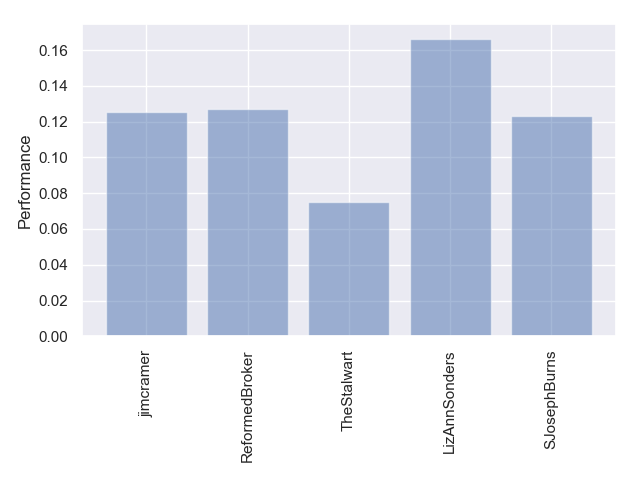 0.16
0.14
0.12
0.10
0.08
0.06
0.04
0.02
0.00
Performance
jimcramer
ReformedBroker
TheStalwart
LizAnnSonders
SJosephBurns